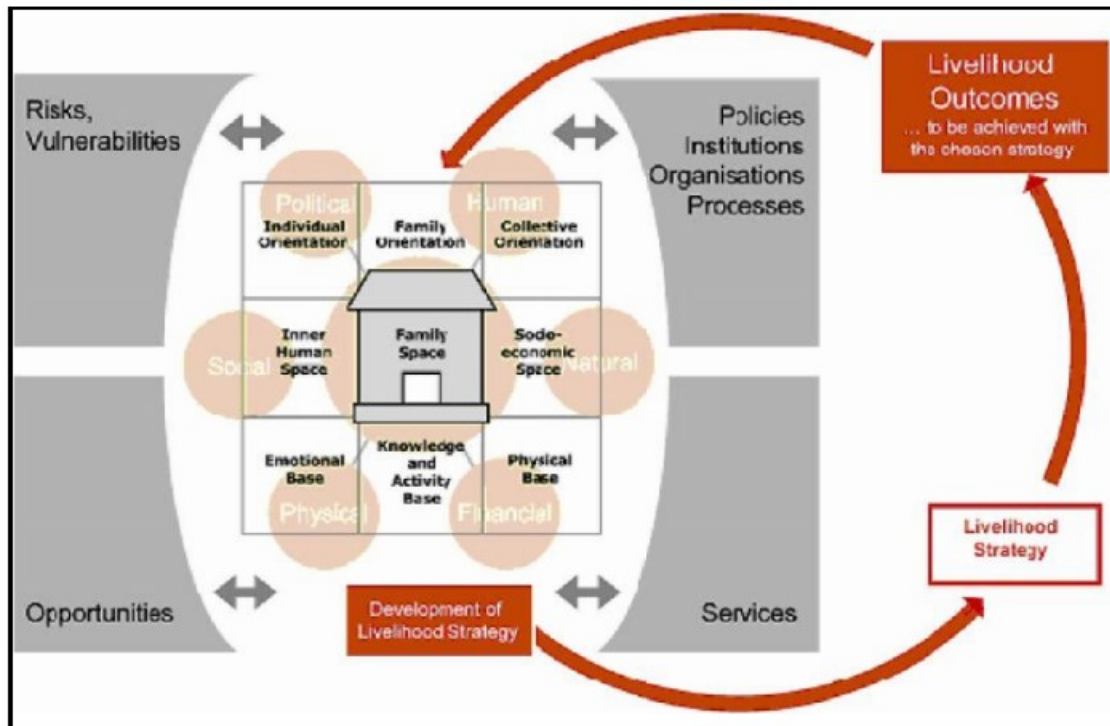 Risks,
Vulnerabilities
Policies
Institutions
Organisations
Processes
Livelihood
Outcomes
... to be achieved with
the chosen strategy
Political
Human
Individual
Orientation
Family
Orientation
Collective
Orientation
Social
Inner
Human
Space
Family
Space
Socio-
economic
Space
Natural
Emotional
Base
Knowledge
and
Activity
Base
Physical
Base
Physical
Financial
Livelihood
Strategy
Opportunities
Development of
Livelihood Strategy
Services